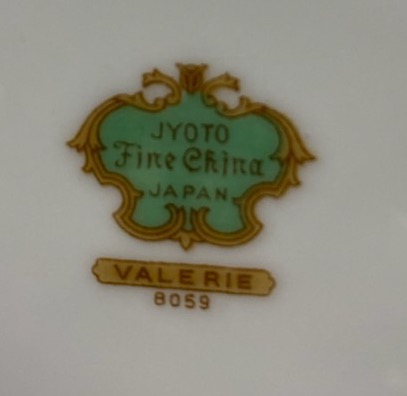 JYOTO
Fine China
JAPAN
VALERIE
8059